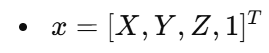 • x = [X, Y, Z, 1]^T